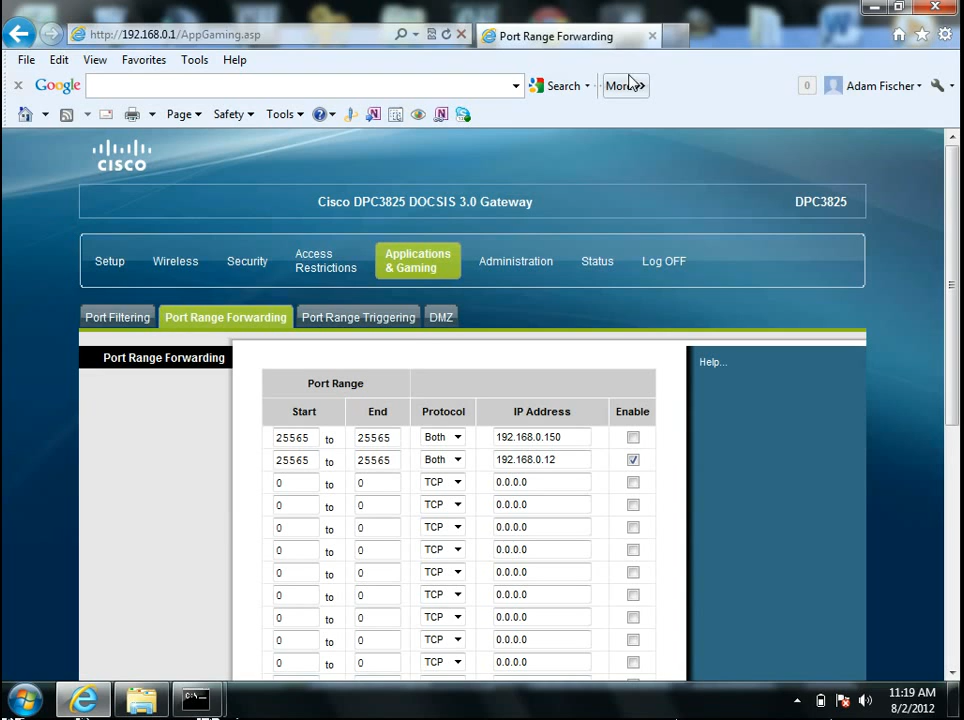 http://192.168.0.1/AppGaming.asp
Port Range Forwarding
File Edit View Favorites Tools Help
Google Search More »
0 Adam Fischer
Page Safety Tools
CISCO
Cisco DPC3825 DOCSIS 3.0 Gateway DPC3825
Setup Wireless Security Access Restrictions Applications & Gaming Administration Status Log OFF
Port Filtering Port Range Forwarding Port Range Triggering DMZ
Port Range Forwarding
Help...
Port Range
Start End Protocol IP Address Enable
25565 to 25565 Both 192.168.0.150
25565 to 25565 Both 192.168.0.12
0 to 0 TCP 0.0.0.0
0 to 0 TCP 0.0.0.0
0 to 0 TCP 0.0.0.0
0 to 0 TCP 0.0.0.0
0 to 0 TCP 0.0.0.0
0 to 0 TCP 0.0.0.0
0 to 0 TCP 0.0.0.0
0 to 0 TCP 0.0.0.0
0 to 0 TCP 0.0.0.0
11:19 AM
8/2/2012